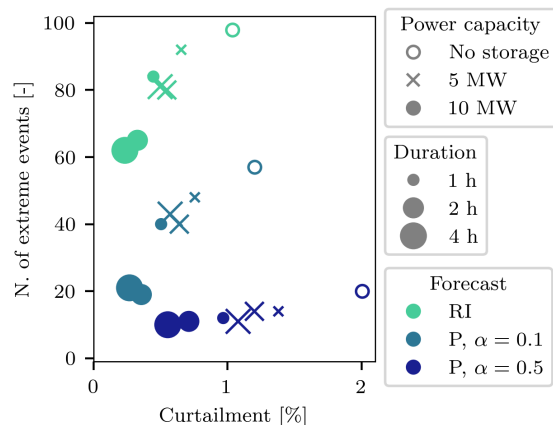 100
80
60
40
20
0
N. of extreme events [-]
0
1
2
Curtailment [%]
Power capacity
No storage
5 MW
10 MW
Duration
1 h
2 h
4 h
Forecast
RI
P, α = 0.1
P, α = 0.5